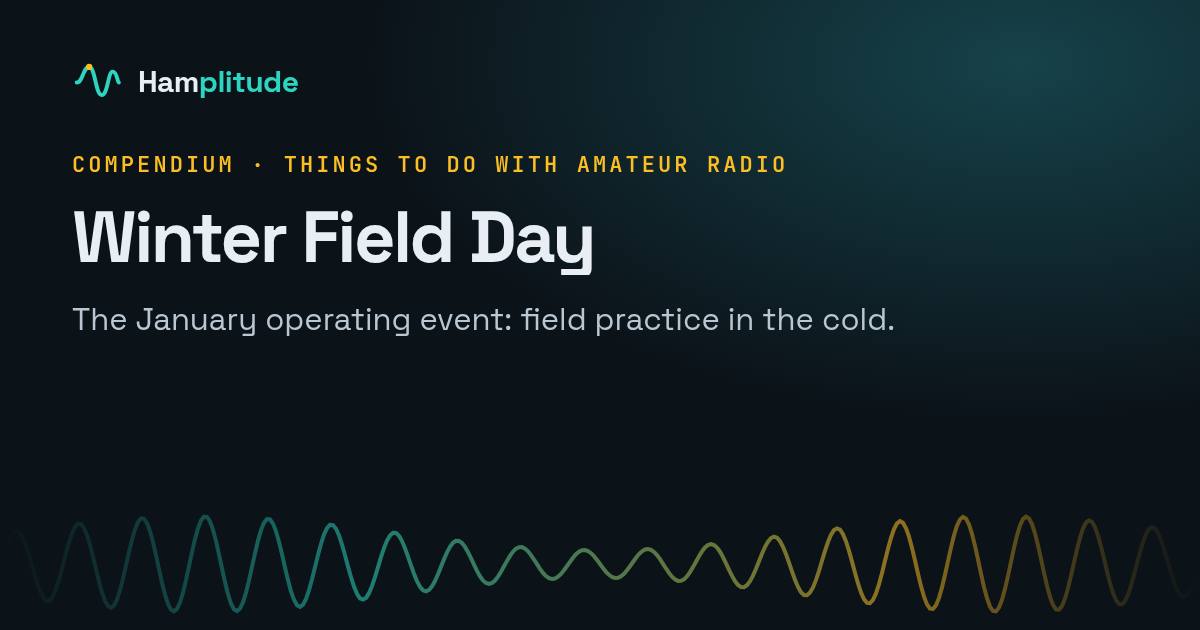 Hamplitude
COMPENDIUM · THINGS TO DO WITH AMATEUR RADIO
Winter Field Day
The January operating event: field practice in the cold.